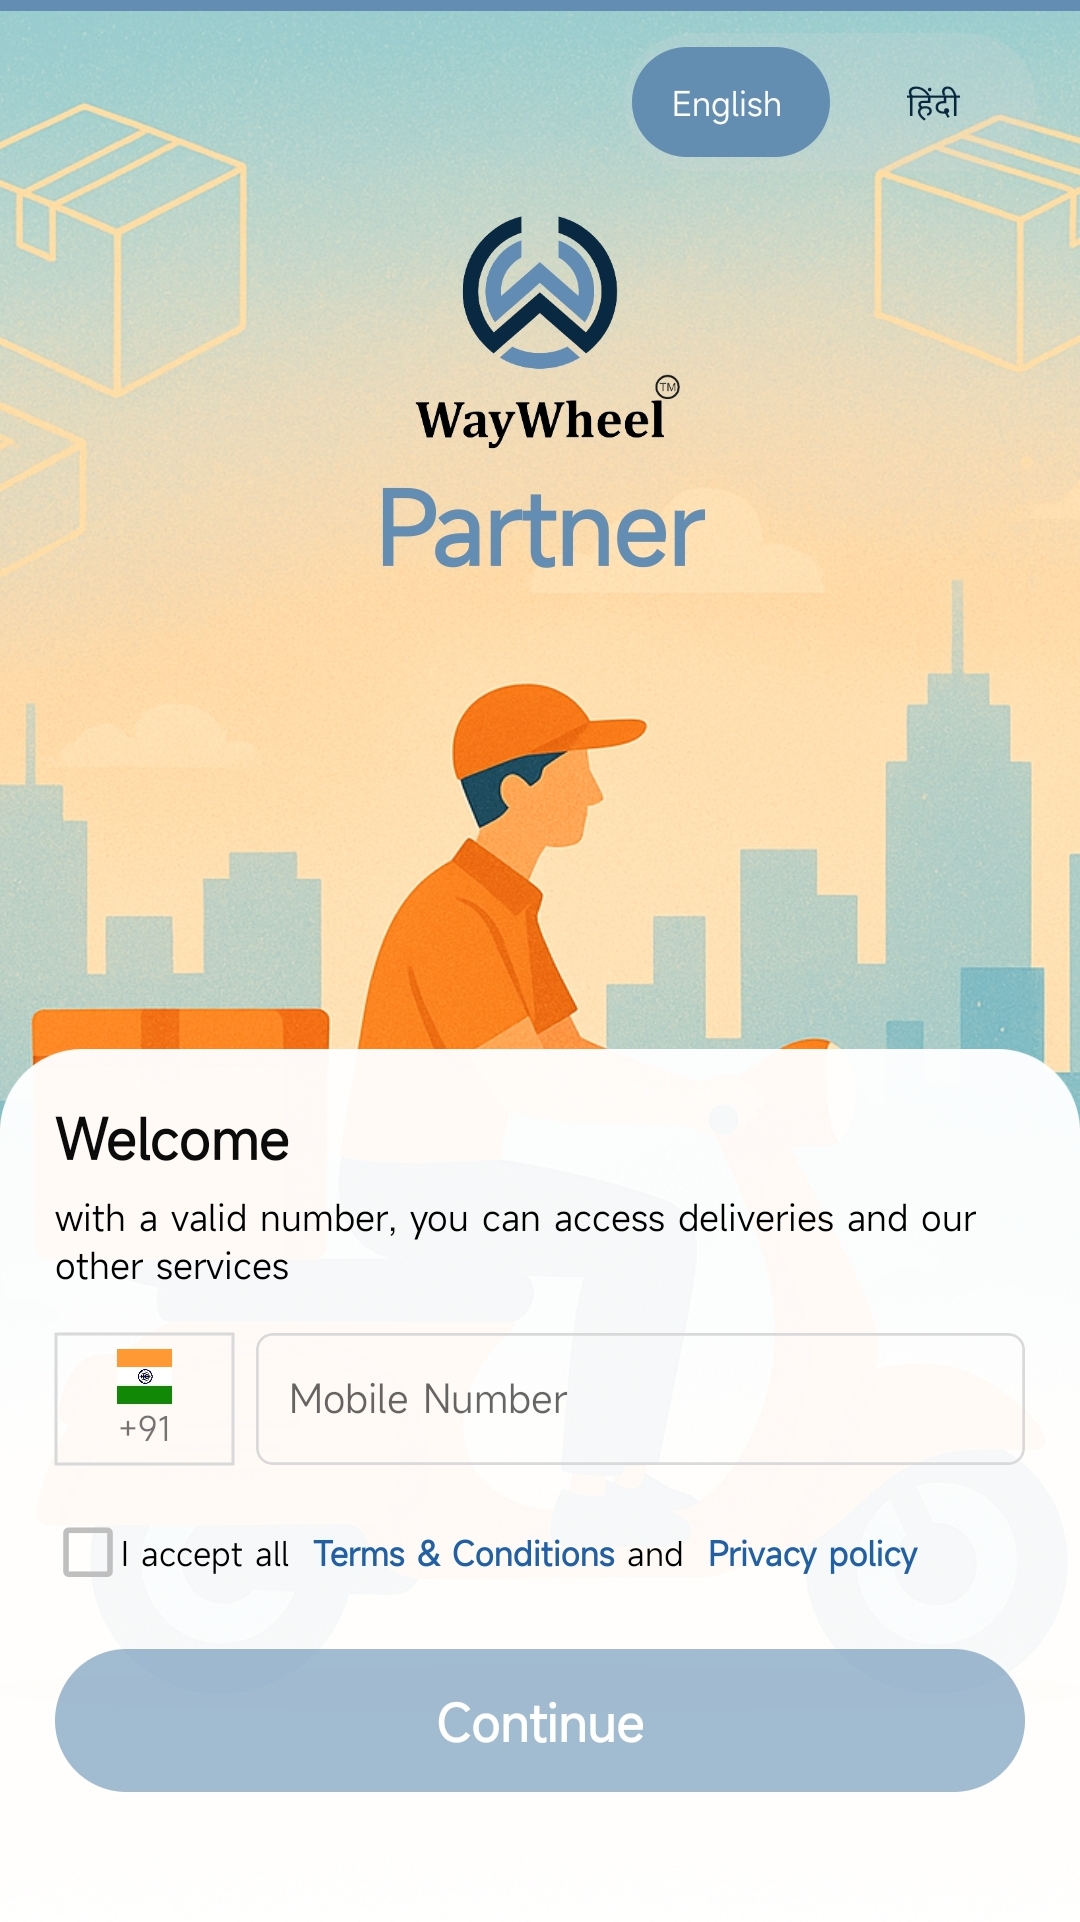 English
हिंदी
TM
WayWheel
Partner
Welcome
with a valid number, you can access deliveries and our
other services
+91
Mobile Number
I accept all Terms & Conditions and Privacy policy
Continue